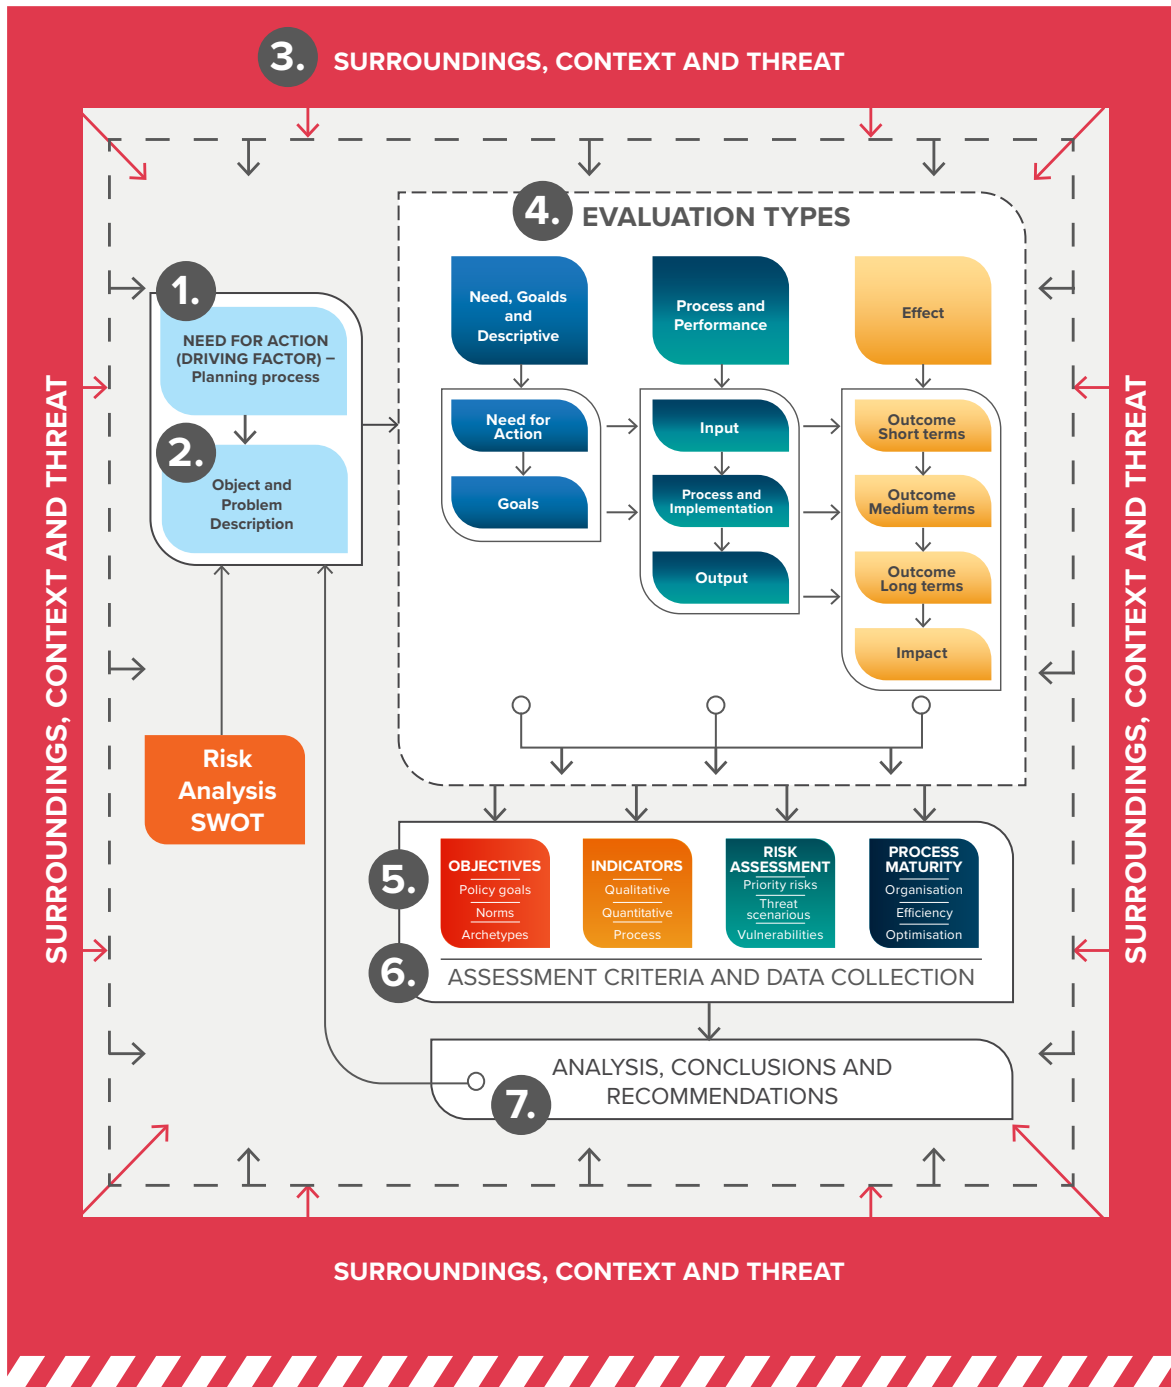 3.
SURROUNDINGS, CONTEXT AND THREAT
4.
EVALUATION TYPES
1.
NEED FOR ACTION
(DRIVING FACTOR) –
Planning process
2.
Object and
Problem
Description
Need, Goalds
and
Descriptive
Process and
Performance
Effect
Need for
Action
Goals
Input
Process and
Implementation
Output
Outcome
Short terms
Outcome
Medium terms
Outcome
Long terms
Impact
SURROUNDINGS, CONTEXT AND THREAT
SURROUNDINGS, CONTEXT AND THREAT
Risk
Analysis
SWOT
5.
OBJECTIVES
Policy goals
Norms
Archetypes
INDICATORS
Qualitative
Quantitative
Process
RISK
ASSESSMENT
Priority risks
Threat
scenarious
Vulnerabilities
PROCESS
MATURITY
Organisation
Efficiency
Optimisation
6.
ASSESSMENT CRITERIA AND DATA COLLECTION
ANALYSIS, CONCLUSIONS AND
RECOMMENDATIONS
7.
SURROUNDINGS, CONTEXT AND THREAT